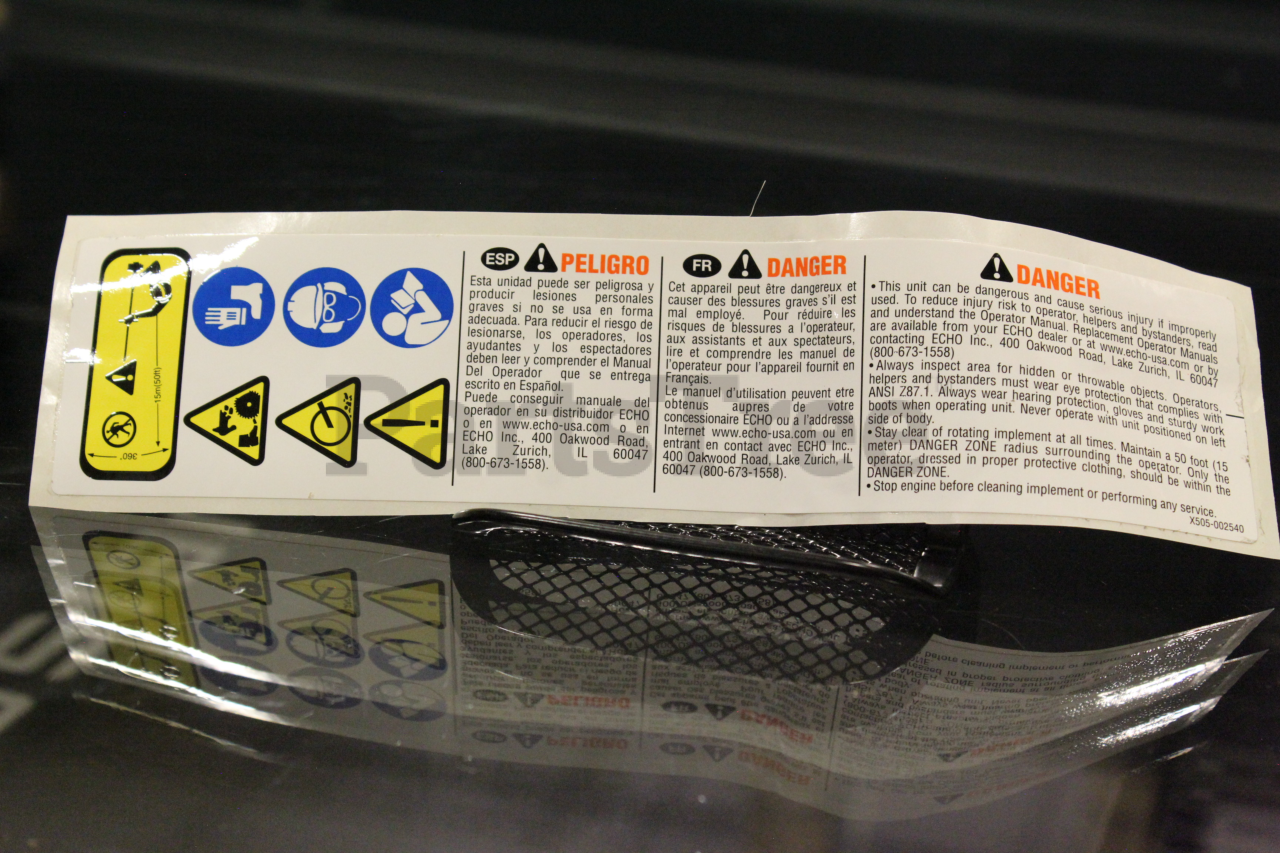 360°
15m(50ft)
ESP PELIGRO
Esta unidad puede ser peligrosa y
producir lesiones personales
graves si no se usa en forma
adecuada. Para reducir el riesgo de
lesionarse, los operadores, los
ayudantes y los espectadores
deben leer y comprender el Manual
Del Operador que se entrega
escrito en Español.
Puede conseguir manuale del
operador en su distribuidor ECHO
o en www.echo-usa.com o en
ECHO Inc., 400 Oakwood Road,
Lake Zurich, IL 60047
(800-673-1558).
FR DANGER
Cet appareil peut être dangereux et
causer des blessures graves s'il est
mal employé. Pour réduire les
risques de blessures a l'operateur,
aux assistants et aux spectateurs,
lire et comprendre les manuel de
l'operateur pour l'appareil fournit en
Français.
Le manuel d'utilisation peuvent etre
obtenus aupres de votre
concessionaire ECHO ou a l'addresse
Internet www.echo-usa.com ou en
entrant en contact avec ECHO Inc.,
400 Oakwood Road, Lake Zurich, IL
60047 (800-673-1558).
DANGER
•This unit can be dangerous and cause serious injury if improperly
used. To reduce injury risk to operator, helpers and bystanders, read
and understand the Operator Manual. Replacement Operator Manuals
are available from your ECHO dealer or at www.echo-usa.com or by
contacting ECHO Inc., 400 Oakwood Road, Lake Zurich, IL 60047
(800-673-1558)
•Always inspect area for hidden or throwable objects. Operators,
helpers and bystanders must wear eye protection that complies with
ANSI Z87.1. Always wear hearing protection, gloves and sturdy work
boots when operating unit. Never operate with unit positioned on left
side of body.
•Stay clear of rotating implement at all times. Maintain a 50 foot (15
meter) DANGER ZONE radius surrounding the operator. Only the
operator, dressed in proper protective clothing, should be within the
DANGER ZONE.
•Stop engine before cleaning implement or performing any service.
X505-002540
PartsTree